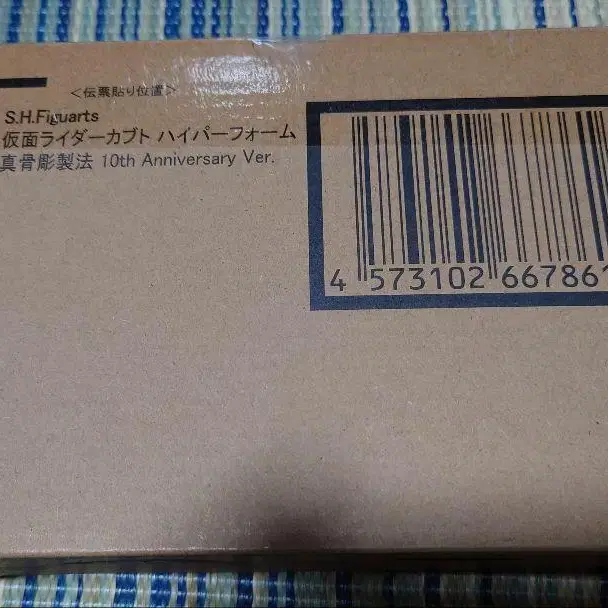 <伝票貼り位置>
S.H.Figuarts
仮面ライダーカブト ハイパーフォーム
真骨彫製法 10th Anniversary Ver.
4 573102 667861